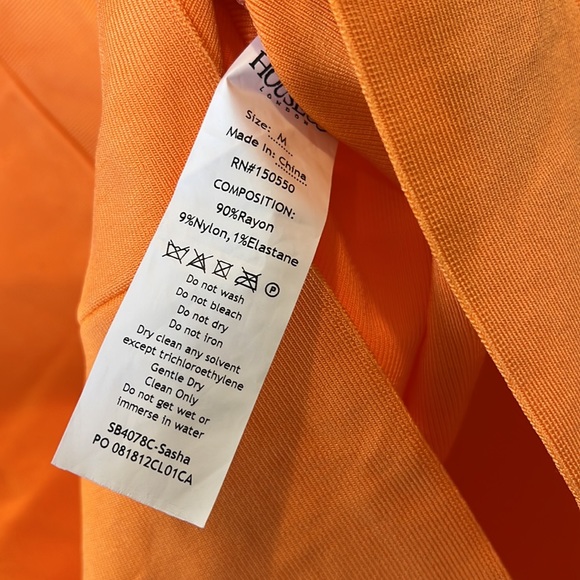 LONDON
Size: M
Made In: China
RN#150550
COMPOSITION:
90%Rayon
9%Nylon, 1%Elastane
P
Do not wash
Do not bleach
Do not dry
Do not iron
Dry clean any solvent
except trichloroethylene
Gentle Dry
Clean Only
Do not get wet or
immerse in water
SB4078C-Sasha
PO 081812CL01CA